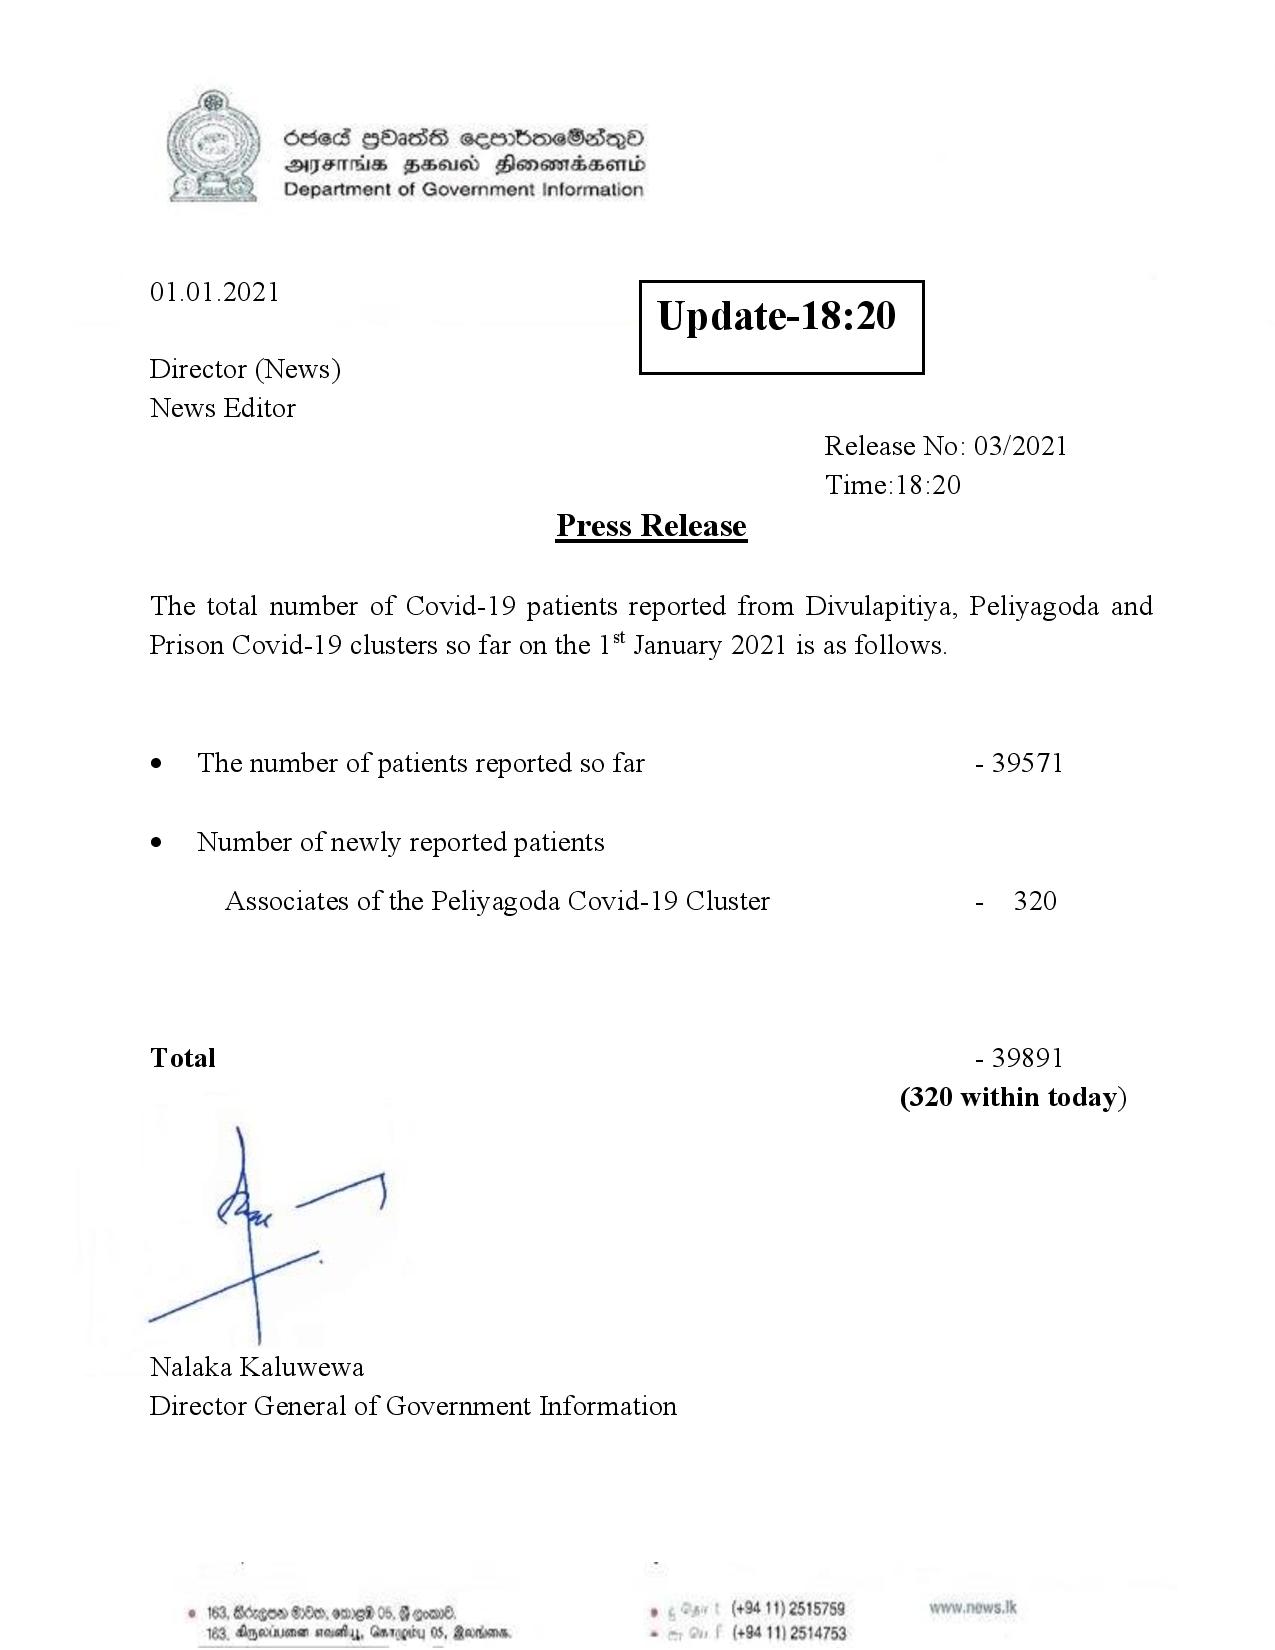 රජයේ ප්‍රවෘත්ති දෙපාර්තමේන්තුව
அரசாங்க தகவல் திணைக்களம்
Department of Government Information
01.01.2021
Update-18:20
Director (News)
News Editor
Release No: 03/2021
Time:18:20
Press Release
The total number of Covid-19 patients reported from Divulapitiya, Peliyagoda and
Prison Covid-19 clusters so far on the 1st January 2021 is as follows.
• The number of patients reported so far - 39571
• Number of newly reported patients
Associates of the Peliyagoda Covid-19 Cluster - 320
Total - 39891
(320 within today)
Nalaka Kaluwewa
Director General of Government Information
• 163, කිරුලපන මාවත, කොළඹ 05, ශ්‍රී ලංකාව.
163, கிருலப்பனை எவனியூ, கொழும்பு 05, இலங்கை.
• (+94 11) 2515759
• (+94 11) 2514753
www.news.lk